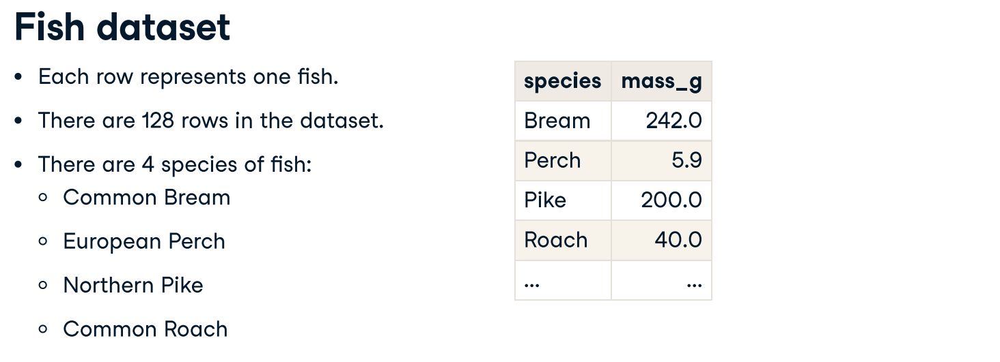 Fish dataset
• Each row represents one fish.
• There are 128 rows in the dataset.
• There are 4 species of fish:
◦ Common Bream
◦ European Perch
◦ Northern Pike
◦ Common Roach
species mass_g
Bream 242.0
Perch 5.9
Pike 200.0
Roach 40.0
... ...